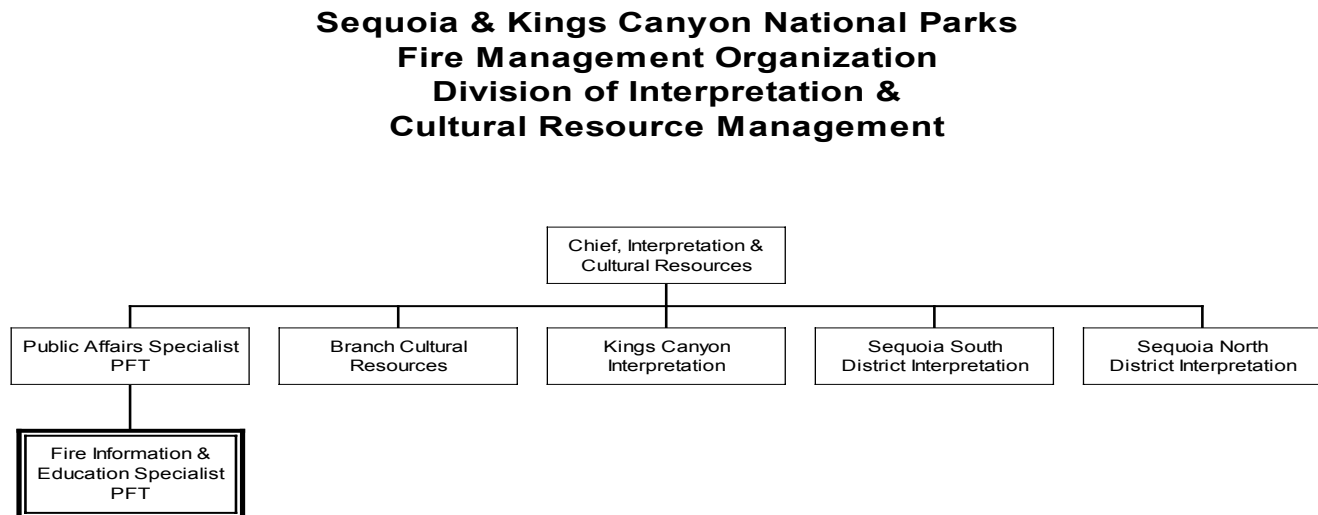 Sequoia & Kings Canyon National Parks
Fire Management Organization
Division of Interpretation &
Cultural Resource Management
Chief, Interpretation &
Cultural Resources
Public Affairs Specialist
PFT
Branch Cultural
Resources
Kings Canyon
Interpretation
Sequoia South
District Interpretation
Sequoia North
District Interpretation
Fire Information &
Education Specialist
PFT